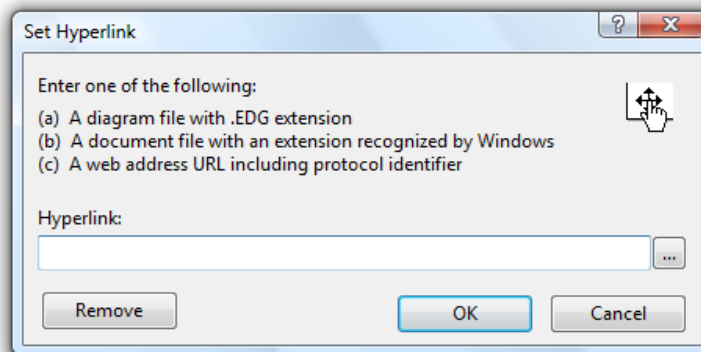 Set Hyperlink
?
X
Enter one of the following:
(a) A diagram file with .EDG extension
(b) A document file with an extension recognized by Windows
(c) A web address URL including protocol identifier
Hyperlink:
...
Remove
OK
Cancel